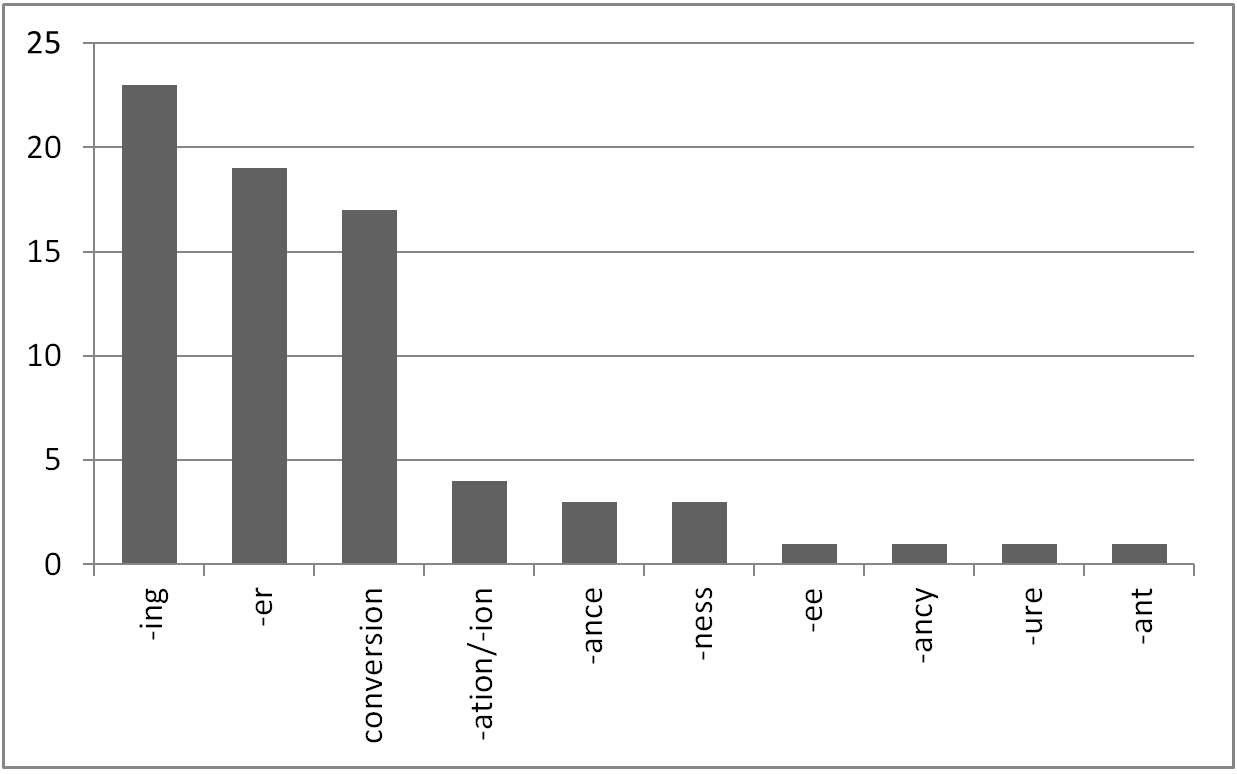 25
20
15
10
5
0
-ing
-er
conversion
-ation/-ion
-ance
-ness
-ee
-ancy
-ure
-ant